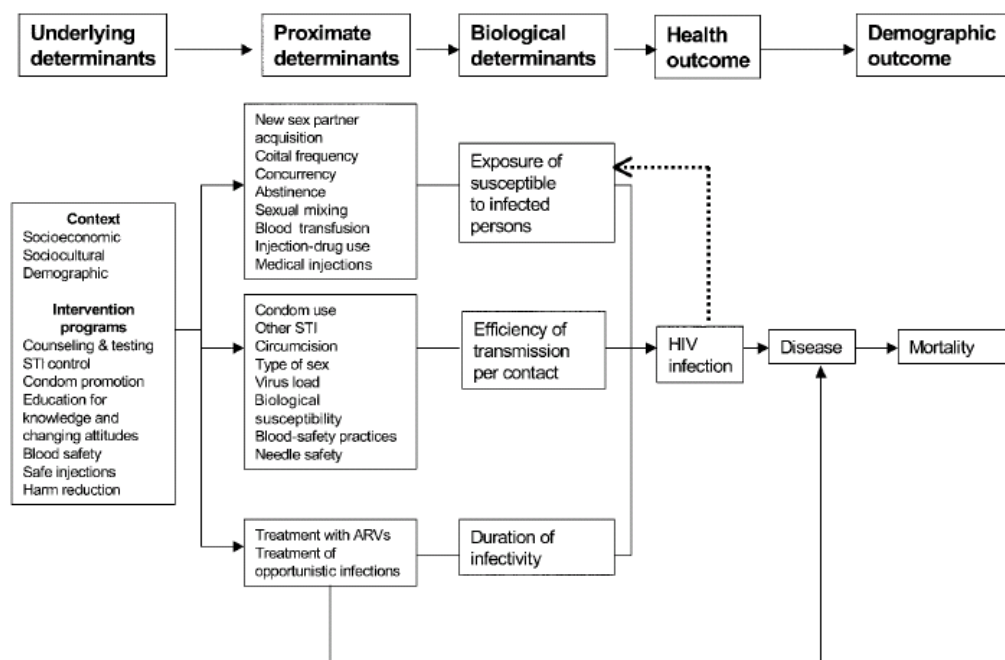 Underlying
determinants
Proximate
determinants
Biological
determinants
Health
outcome
Demographic
outcome
Context
Socioeconomic
Sociocultural
Demographic
Intervention
programs
Counseling & testing
STI control
Condom promotion
Education for
knowledge and
changing attitudes
Blood safety
Safe injections
Harm reduction
New sex partner
acquisition
Coital frequency
Concurrency
Abstinence
Sexual mixing
Blood transfusion
Injection-drug use
Medical injections
Condom use
Other STI
Circumcision
Type of sex
Virus load
Biological
susceptibility
Blood-safety practices
Needle safety
Treatment with ARVs
Treatment of
opportunistic infections
Exposure of
susceptible
to infected
persons
Efficiency of
transmission
per contact
Duration of
infectivity
HIV
infection
Disease
Mortality